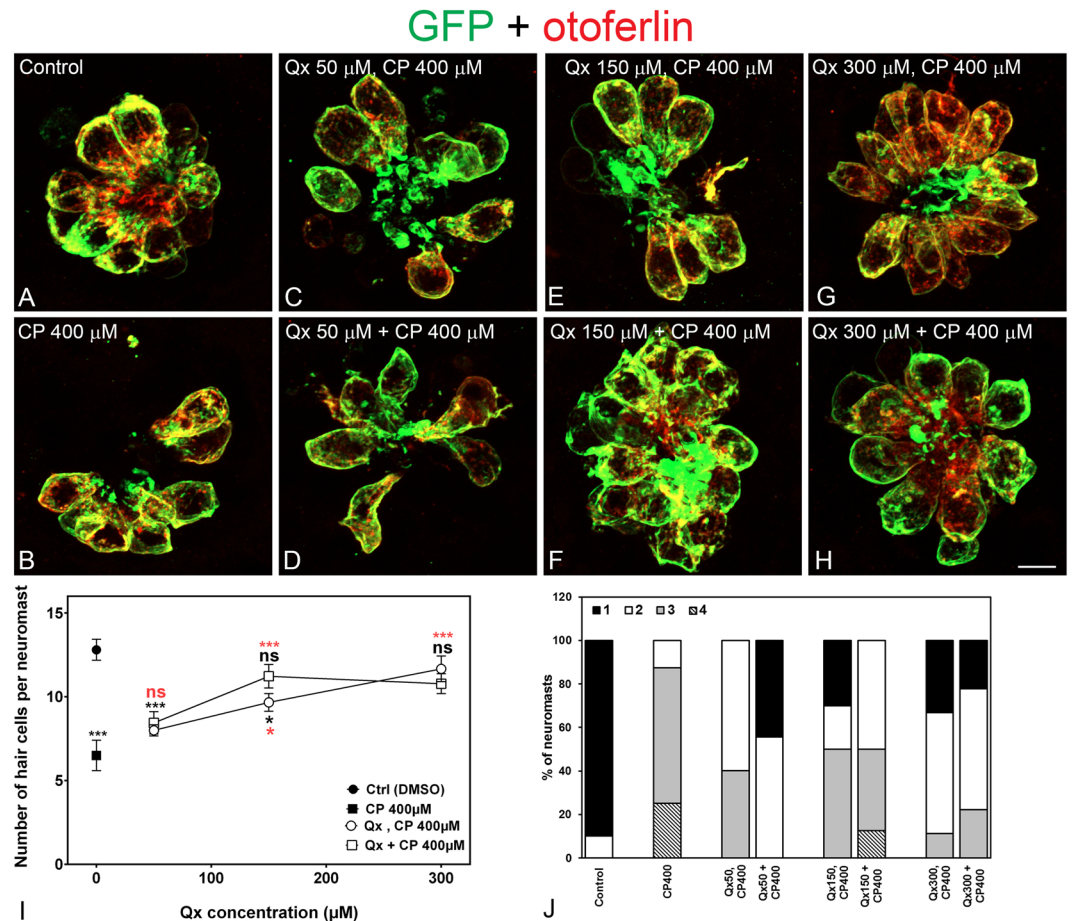 GFP + otoferlin
Control
A
Qx 50 µM, CP 400 µM
C
Qx 150 µM, CP 400 µM
E
Qx 300 µM, CP 400 µM
G
CP 400 µM
B
Qx 50 µM + CP 400 µM
D
Qx 150 µM + CP 400 µM
F
Qx 300 µM + CP 400 µM
H
Number of hair cells per neuromast
15
10
5
0
***
ns
***
***
ns
*
*
***
ns
Ctrl (DMSO)
CP 400µM
Qx , CP 400µM
Qx + CP 400µM
0
100
200
300
Qx concentration (µM)
I
% of neuromasts
120
100
80
60
40
20
0
1 2 3 4
Control
CP400
Qx50,
CP400
Qx50 +
CP400
Qx150,
CP400
Qx150 +
CP400
Qx300,
CP400
Qx300 +
CP400
J